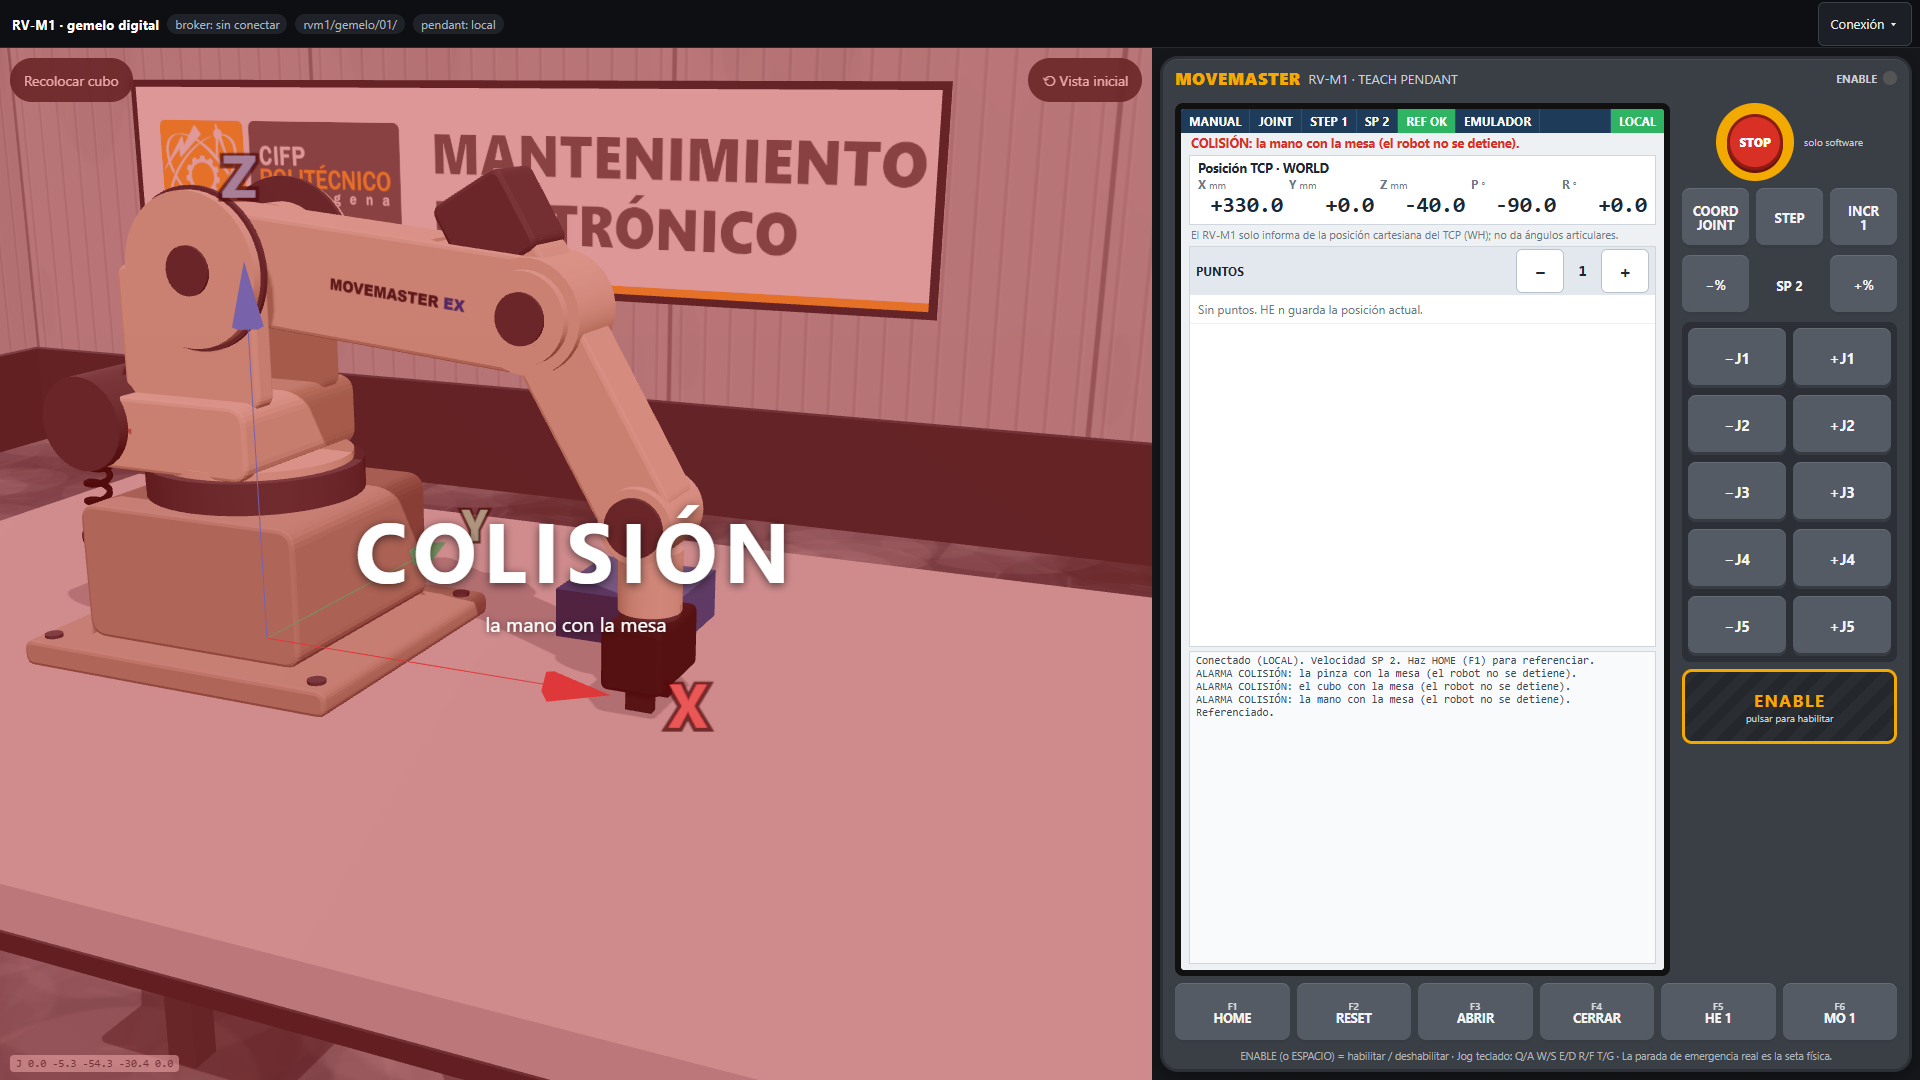 RV-M1 · gemelo digital
broker: sin conectar
rvm1/gemelo/01/
pendant: local
Conexión
Recolocar cubo
Vista inicial
CIFP
POLITÉCNICO
MANTENIMIENTO
TRÓNICO
Z
MOVEMASTER EX
Y
X
COLISIÓN
la mano con la mesa
J 0.0 -5.3 -54.3 -30.4 0.0
MOVEMASTER RV-M1 · TEACH PENDANT
ENABLE
MANUAL JOINT STEP 1 SP 2 REF OK EMULADOR LOCAL
COLISIÓN: la mano con la mesa (el robot no se detiene).
Posición TCP · WORLD
X mm Y mm Z mm P ° R °
+330.0 +0.0 -40.0 -90.0 +0.0
El RV-M1 solo informa de la posición cartesiana del TCP (WH); no da ángulos articulares.
PUNTOS
− 1 +
Sin puntos. HE n guarda la posición actual.
Conectado (LOCAL). Velocidad SP 2. Haz HOME (F1) para referenciar.
ALARMA COLISIÓN: la pinza con la mesa (el robot no se detiene).
ALARMA COLISIÓN: el cubo con la mesa (el robot no se detiene).
ALARMA COLISIÓN: la mano con la mesa (el robot no se detiene).
Referenciado.
STOP
solo software
COORD
JOINT
STEP
INCR
1
−%
SP 2
+%
−J1 +J1
−J2 +J2
−J3 +J3
−J4 +J4
−J5 +J5
ENABLE
pulsar para habilitar
F1
HOME
F2
RESET
F3
ABRIR
F4
CERRAR
F5
HE 1
F6
MO 1
ENABLE (o ESPACIO) = habilitar / deshabilitar · Jog teclado: Q/A W/S E/D R/F T/G · La parada de emergencia real es la seta física.